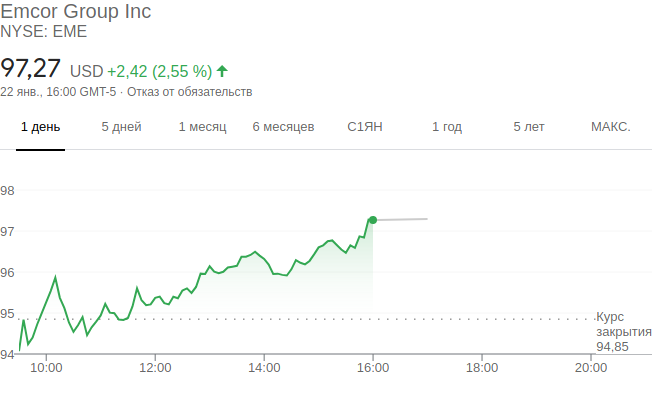 Emcor Group Inc
NYSE: EME
97,27 USD +2,42 (2,55 %)
22 янв., 16:00 GMT-5 · Отказ от обязательств
1 день 5 дней 1 месяц 6 месяцев С1ЯН 1 год 5 лет МАКС.
98
97
96
95
Курс
закрытия
94,85
94
10:00 12:00 14:00 16:00 18:00 20:00